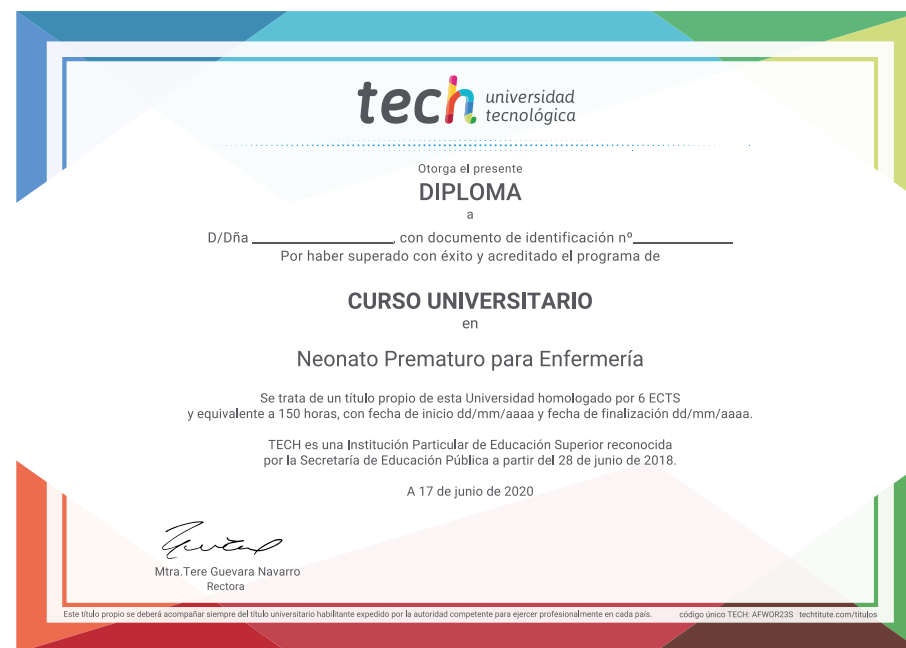 tech universidad
tecnológica
Otorga el presente
DIPLOMA
a
D/Dña ____________________, con documento de identificación nº______________
Por haber superado con éxito y acreditado el programa de
CURSO UNIVERSITARIO
en
Neonato Prematuro para Enfermería
Se trata de un título propio de esta Universidad homologado por 6 ECTS
y equivalente a 150 horas, con fecha de inicio dd/mm/aaaa y fecha de finalización dd/mm/aaaa.
TECH es una Institución Particular de Educación Superior reconocida
por la Secretaría de Educación Pública a partir del 28 de junio de 2018.
A 17 de junio de 2020
Mtra.Tere Guevara Navarro
Rectora
Este título propio se deberá acompañar siempre del título universitario habilitante expedido por la autoridad competente para ejercer profesionalmente en cada país. código único TECH: AFWOR23S techtitute.com/titulos